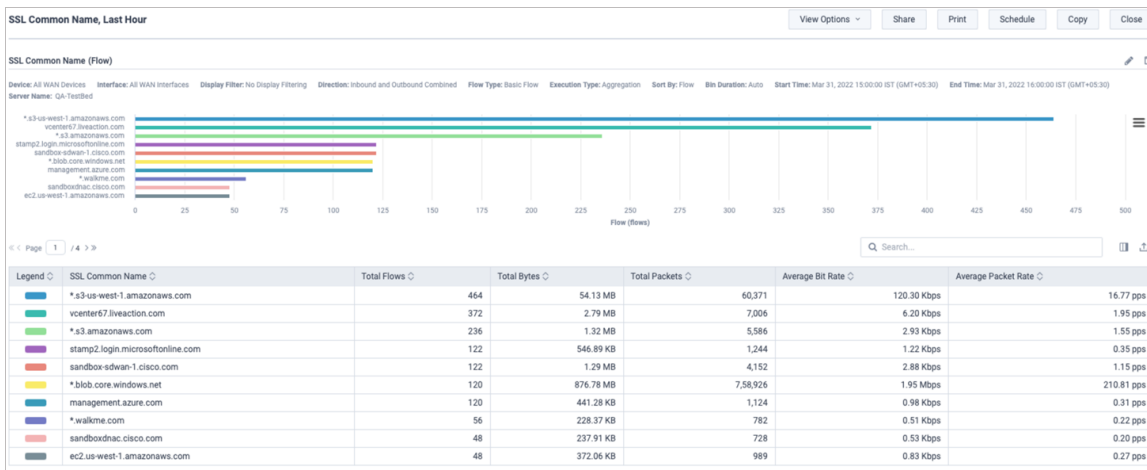 SSL Common Name, Last Hour
View Options Share Print Schedule Copy Close
SSL Common Name (Flow)
Device: All WAN Devices Interface: All WAN Interfaces Display Filter: No Display Filtering Direction: Inbound and Outbound Combined Flow Type: Basic Flow Execution Type: Aggregation Sort By: Flow Bin Duration: Auto Start Time: Mar 31, 2022 15:00:00 IST (GMT+05:30) End Time: Mar 31, 2022 16:00:00 IST (GMT+05:30)
Server Name: QA-TestBed
*.s3-us-west-1.amazonaws.com
vcenter67.liveaction.com
*.s3.amazonaws.com
stamp2.login.microsoftonline.com
sandbox-sdwan-1.cisco.com
*.blob.core.windows.net
management.azure.com
*.walkme.com
sandboxdnac.cisco.com
ec2.us-west-1.amazonaws.com
0 25 50 75 100 125 150 175 200 225 250 275 300 325 350 375 400 425 450 475 500
Flow (flows)
<< < Page 1 / 4 > >> Search...
Legend SSL Common Name Total Flows Total Bytes Total Packets Average Bit Rate Average Packet Rate
*.s3-us-west-1.amazonaws.com 464 54.13 MB 60,371 120.30 Kbps 16.77 pps
vcenter67.liveaction.com 372 2.79 MB 7,006 6.20 Kbps 1.95 pps
*.s3.amazonaws.com 236 1.32 MB 5,586 2.93 Kbps 1.55 pps
stamp2.login.microsoftonline.com 122 546.89 KB 1,244 1.22 Kbps 0.35 pps
sandbox-sdwan-1.cisco.com 122 1.29 MB 4,152 2.88 Kbps 1.15 pps
*.blob.core.windows.net 120 876.78 MB 7,58,926 1.95 Mbps 210.81 pps
management.azure.com 120 441.28 KB 1,124 0.98 Kbps 0.31 pps
*.walkme.com 56 228.37 KB 782 0.51 Kbps 0.22 pps
sandboxdnac.cisco.com 48 237.91 KB 728 0.53 Kbps 0.20 pps
ec2.us-west-1.amazonaws.com 48 372.06 KB 989 0.83 Kbps 0.27 pps